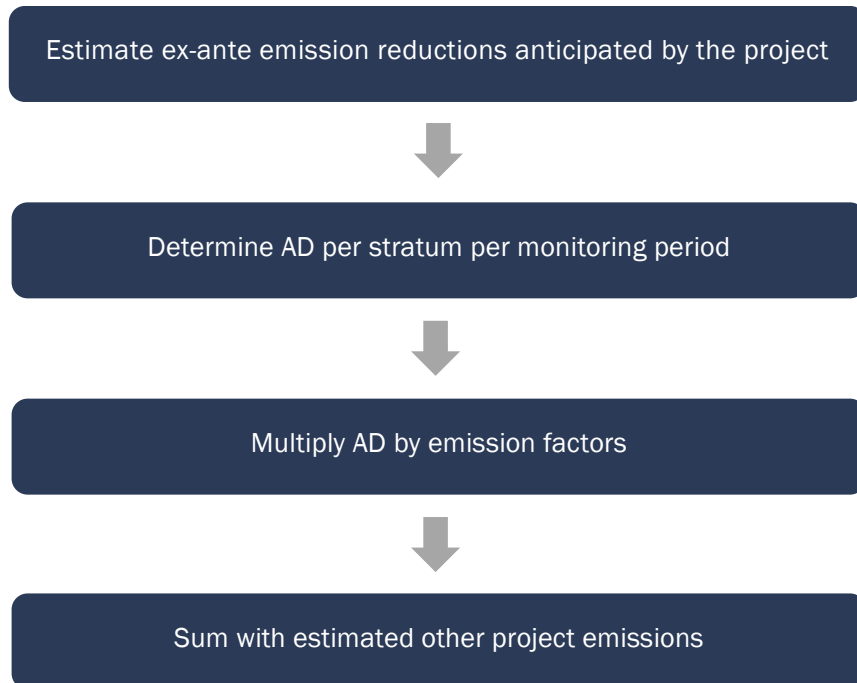 Estimate ex-ante emission reductions anticipated by the project
Determine AD per stratum per monitoring period
Multiply AD by emission factors
Sum with estimated other project emissions